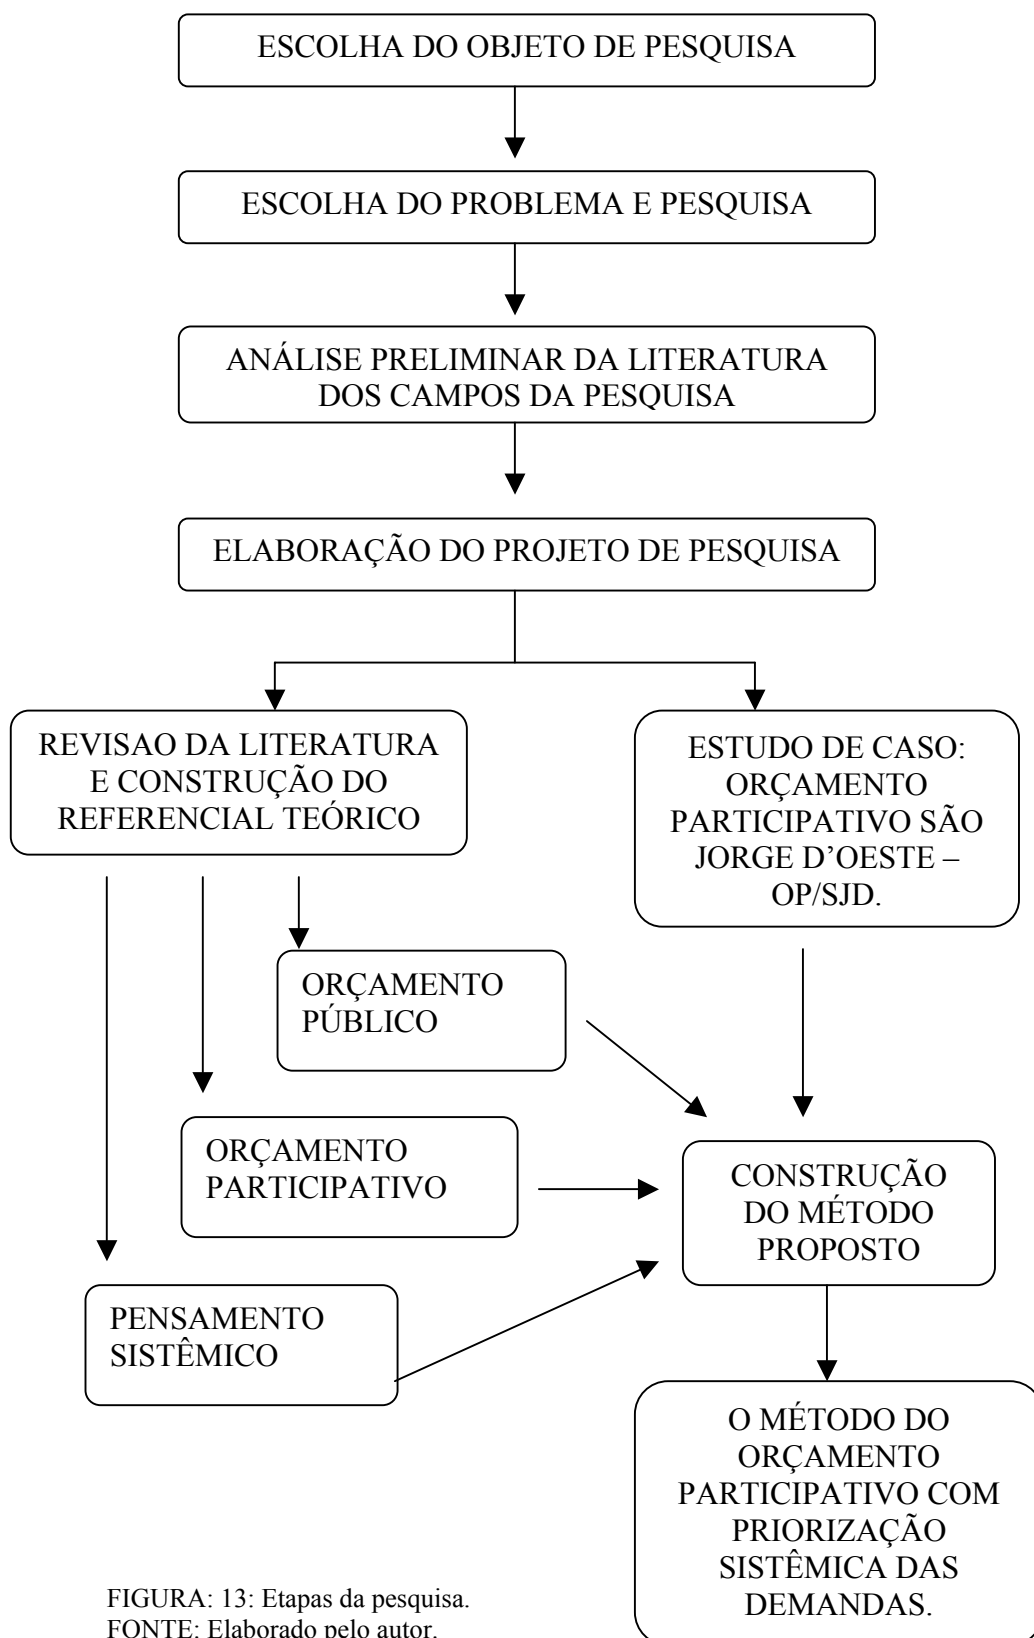 ESCOLHA DO OBJETO DE PESQUISA
ESCOLHA DO PROBLEMA E PESQUISA
ANÁLISE PRELIMINAR DA LITERATURA
DOS CAMPOS DA PESQUISA
ELABORAÇÃO DO PROJETO DE PESQUISA
REVISAO DA LITERATURA
E CONSTRUÇÃO DO
REFERENCIAL TEÓRICO
ESTUDO DE CASO:
ORÇAMENTO
PARTICIPATIVO SÃO
JORGE D’OESTE –
OP/SJD.
ORÇAMENTO
PÚBLICO
ORÇAMENTO
PARTICIPATIVO
PENSAMENTO
SISTÊMICO
CONSTRUÇÃO
DO MÉTODO
PROPOSTO
O MÉTODO DO
ORÇAMENTO
PARTICIPATIVO COM
PRIORIZAÇÃO
SISTÊMICA DAS
DEMANDAS.
FIGURA: 13: Etapas da pesquisa.
FONTE: Elaborado pelo autor.